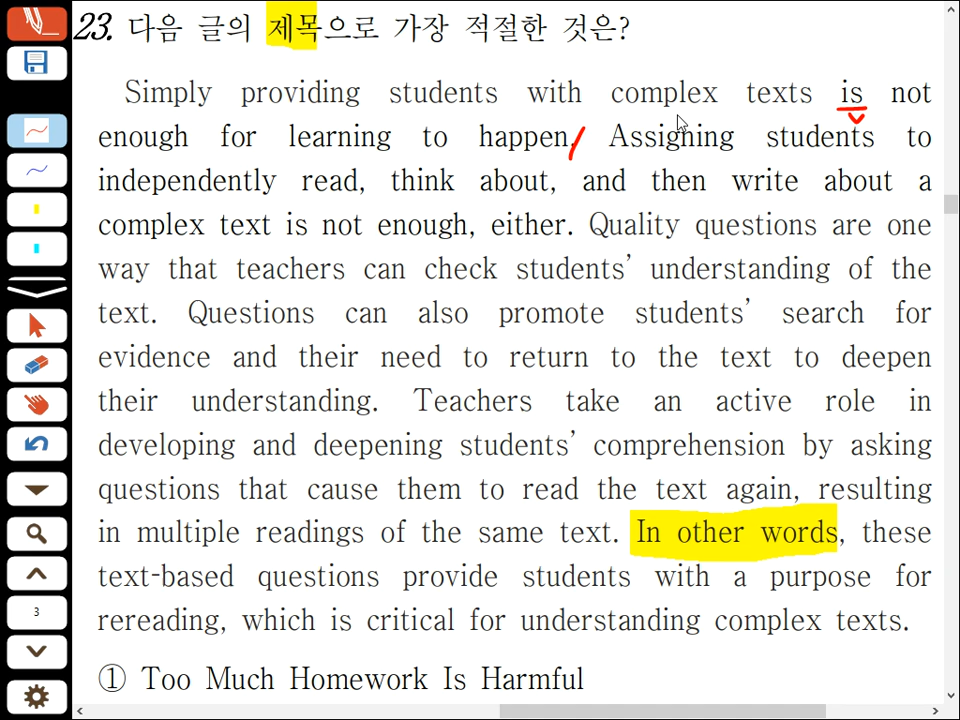 23. 다음 글의 제목으로 가장 적절한 것은?
Simply providing students with complex texts is not
enough for learning to happen. Assigning students to
independently read, think about, and then write about a
complex text is not enough, either. Quality questions are one
way that teachers can check students' understanding of the
text. Questions can also promote students' search for
evidence and their need to return to the text to deepen
their understanding. Teachers take an active role in
developing and deepening students' comprehension by asking
questions that cause them to read the text again, resulting
in multiple readings of the same text. In other words, these
text-based questions provide students with a purpose for
rereading, which is critical for understanding complex texts.
① Too Much Homework Is Harmful
3